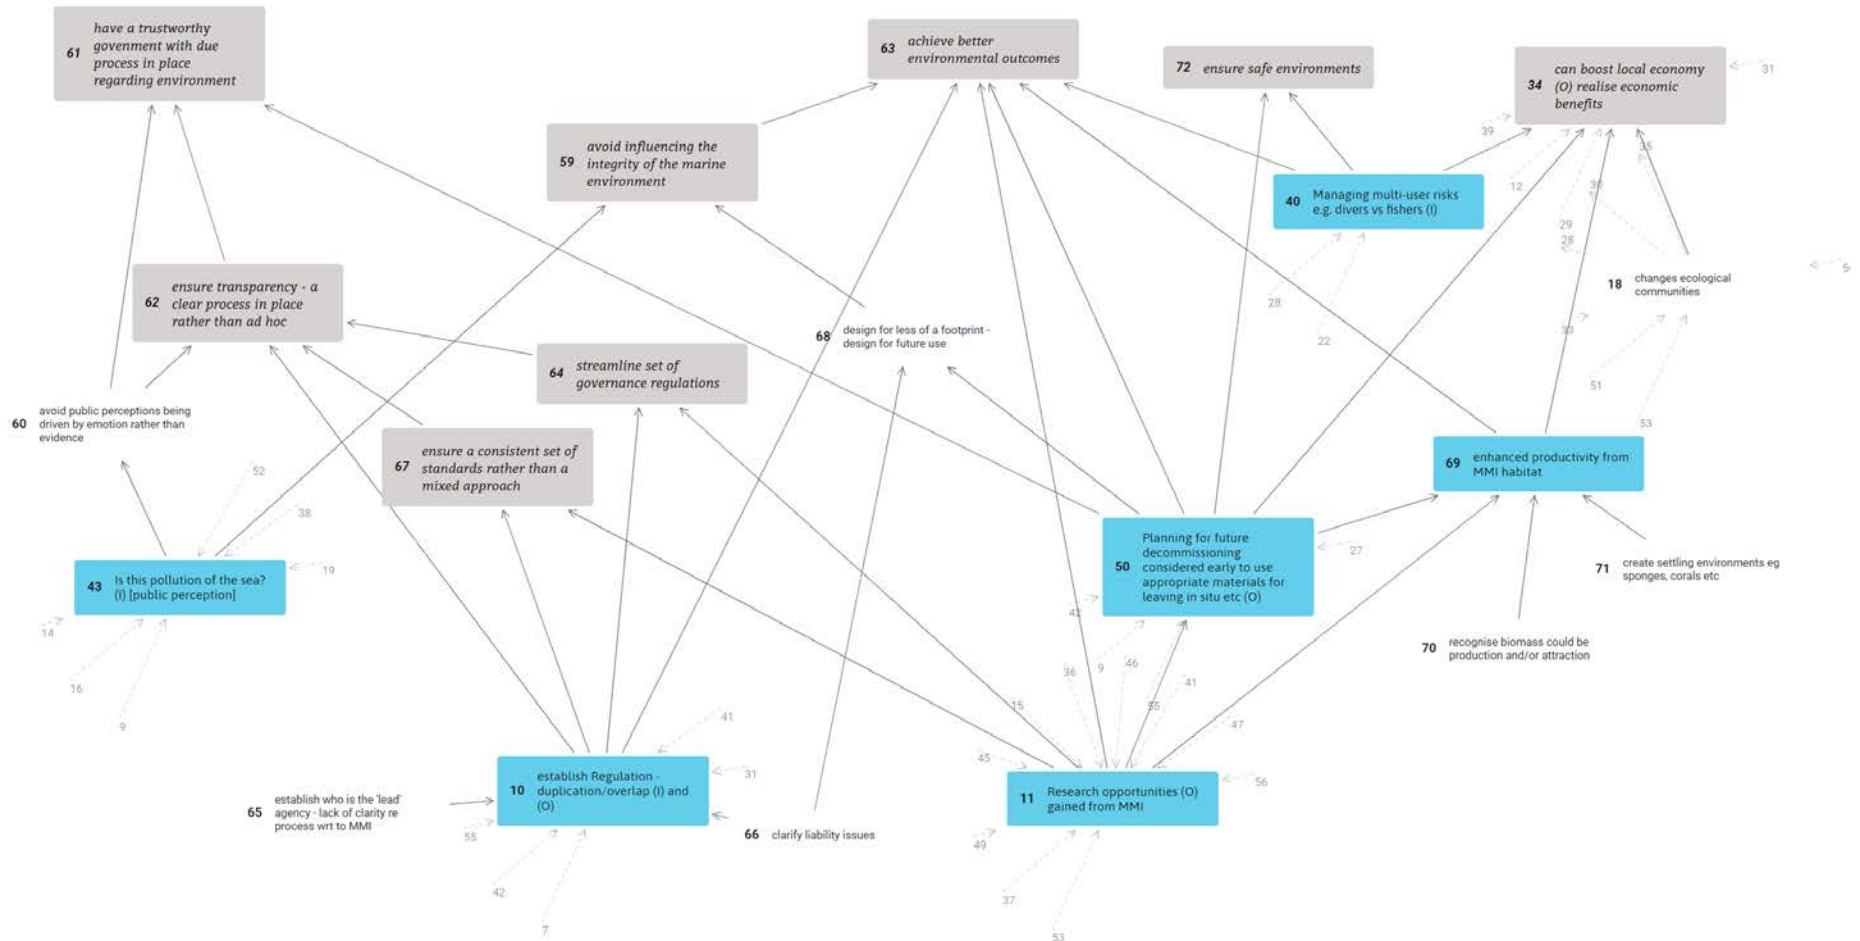 61
have a trustworthy
govenment with due
process in place
regarding environment
63
achieve better
environmental outcomes
72
ensure safe environments
34
can boost local economy
(O) realise economic
benefits
31
39
35
59
avoid influencing the
integrity of the marine
environment
12
30
40
Managing multi-user risks
e.g. divers vs fishers (I)
29
28
54
18
changes ecological
communities
62
ensure transparency - a
clear process in place
rather than ad hoc
28
22
33
68
design for less of a footprint -
design for future use
64
streamline set of
governance regulations
51
53
60
avoid public perceptions being
driven by emotion rather than
evidence
67
ensure a consistent set of
standards rather than a
mixed approach
69
enhanced productivity from
MMI habitat
52
38
19
43
Is this pollution of the sea?
(I) [public perception]
14
16
9
50
Planning for future
decommissioning
considered early to use
appropriate materials for
leaving in situ etc (O)
27
42
71
create settling environments eg
sponges, corals etc
70
recognise biomass could be
production and/or attraction
36
9
46
41
15
55
47
41
31
45
56
65
establish who is the 'lead'
agency - lack of clarity re
process wrt to MMI
10
establish Regulation -
duplication/overlap (I) and
(O)
55
66
clarify liability issues
11
Research opportunities (O)
gained from MMI
49
42
7
37
53